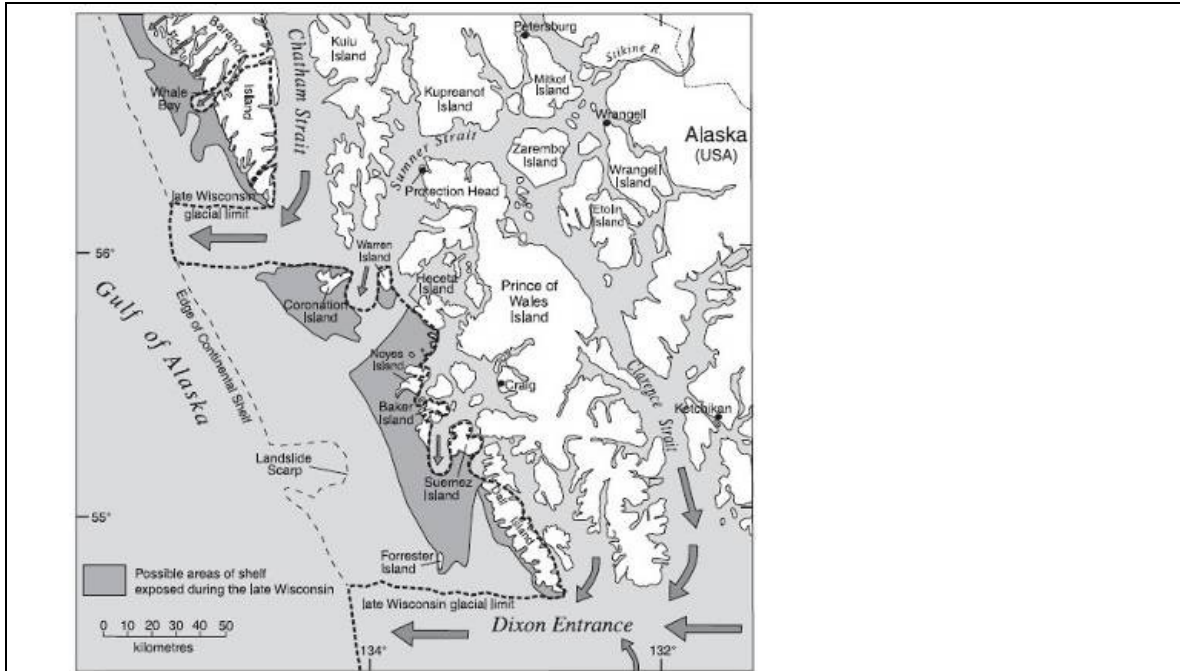 Petersburg
Baranof
Island
Chatham Strait
Kuiu
Island
Stikine R.
Mitkof
Island
Kupreanof
Island
Whale
Bay
Wrangell
Alaska
(USA)
Sumner Strait
Zarembo
Island
Wrangell
Island
Protection Head
late Wisconsin
glacial limit
Etolin
Island
56°
Warren
Island
Heceta
Island
Prince of
Wales
Island
Coronation
Island
Gulf of Alaska
Edge of Continental Shelf
Noyes
Island
Craig
Clarence Strait
Baker
Island
Ketchikan
Landslide
Scarp
Suemez
Island
Dall Island
55°
Forrester
Island
Possible areas of shelf
exposed during the late Wisconsin
late Wisconsin glacial limit
Dixon Entrance
0 10 20 30 40 50
kilometres
134°
132°